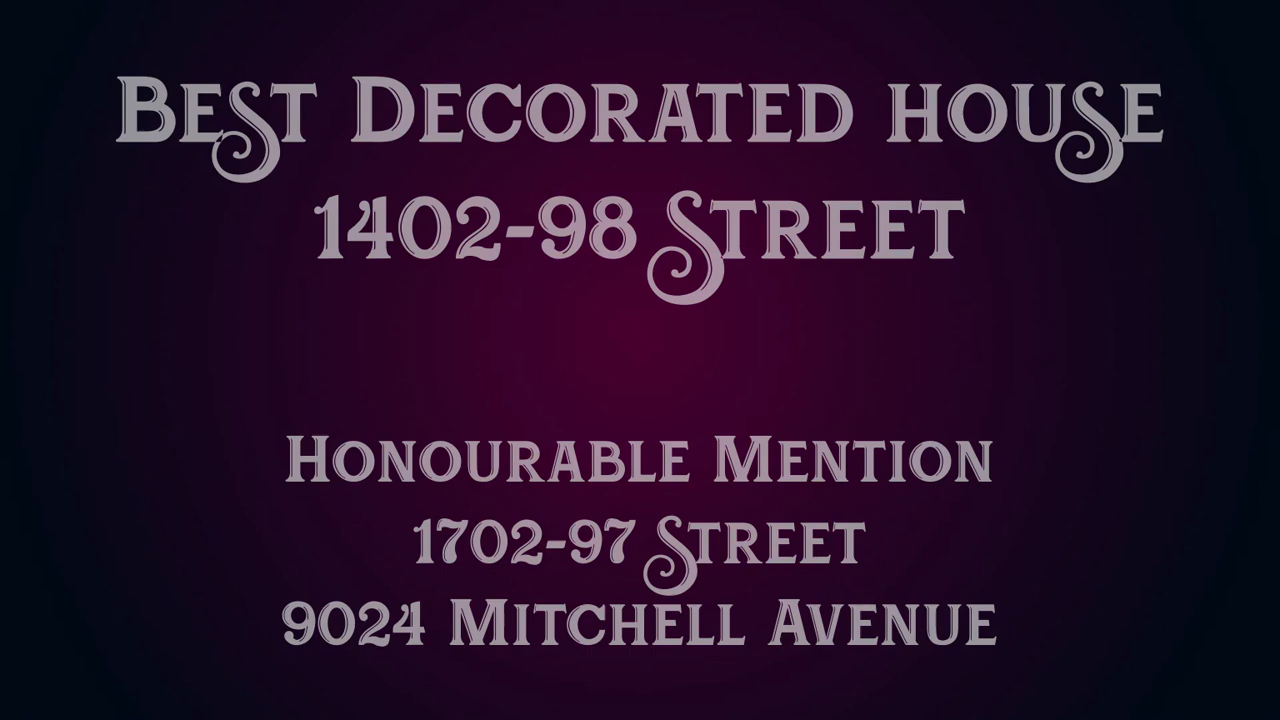 Best Decorated house
1402-98 Street
Honourable Mention
1702-97 Street
9024 Mitchell Avenue